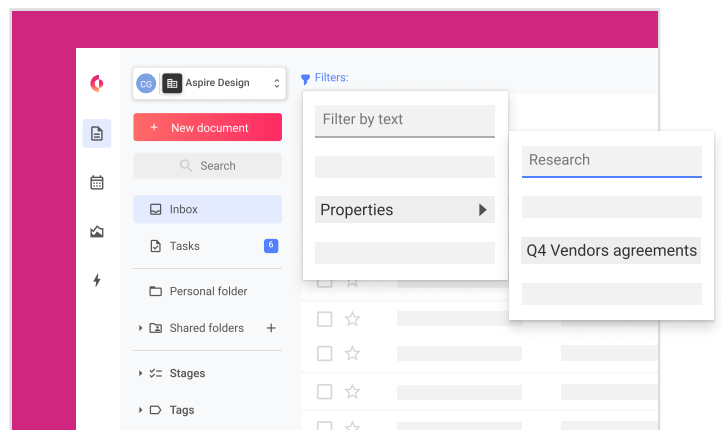 CG
Aspire Design
Filters:
+ New document
Search
Inbox
Tasks
6
Personal folder
Shared folders +
Stages
Tags
Filter by text
Properties
Research
Q4 Vendors agreements